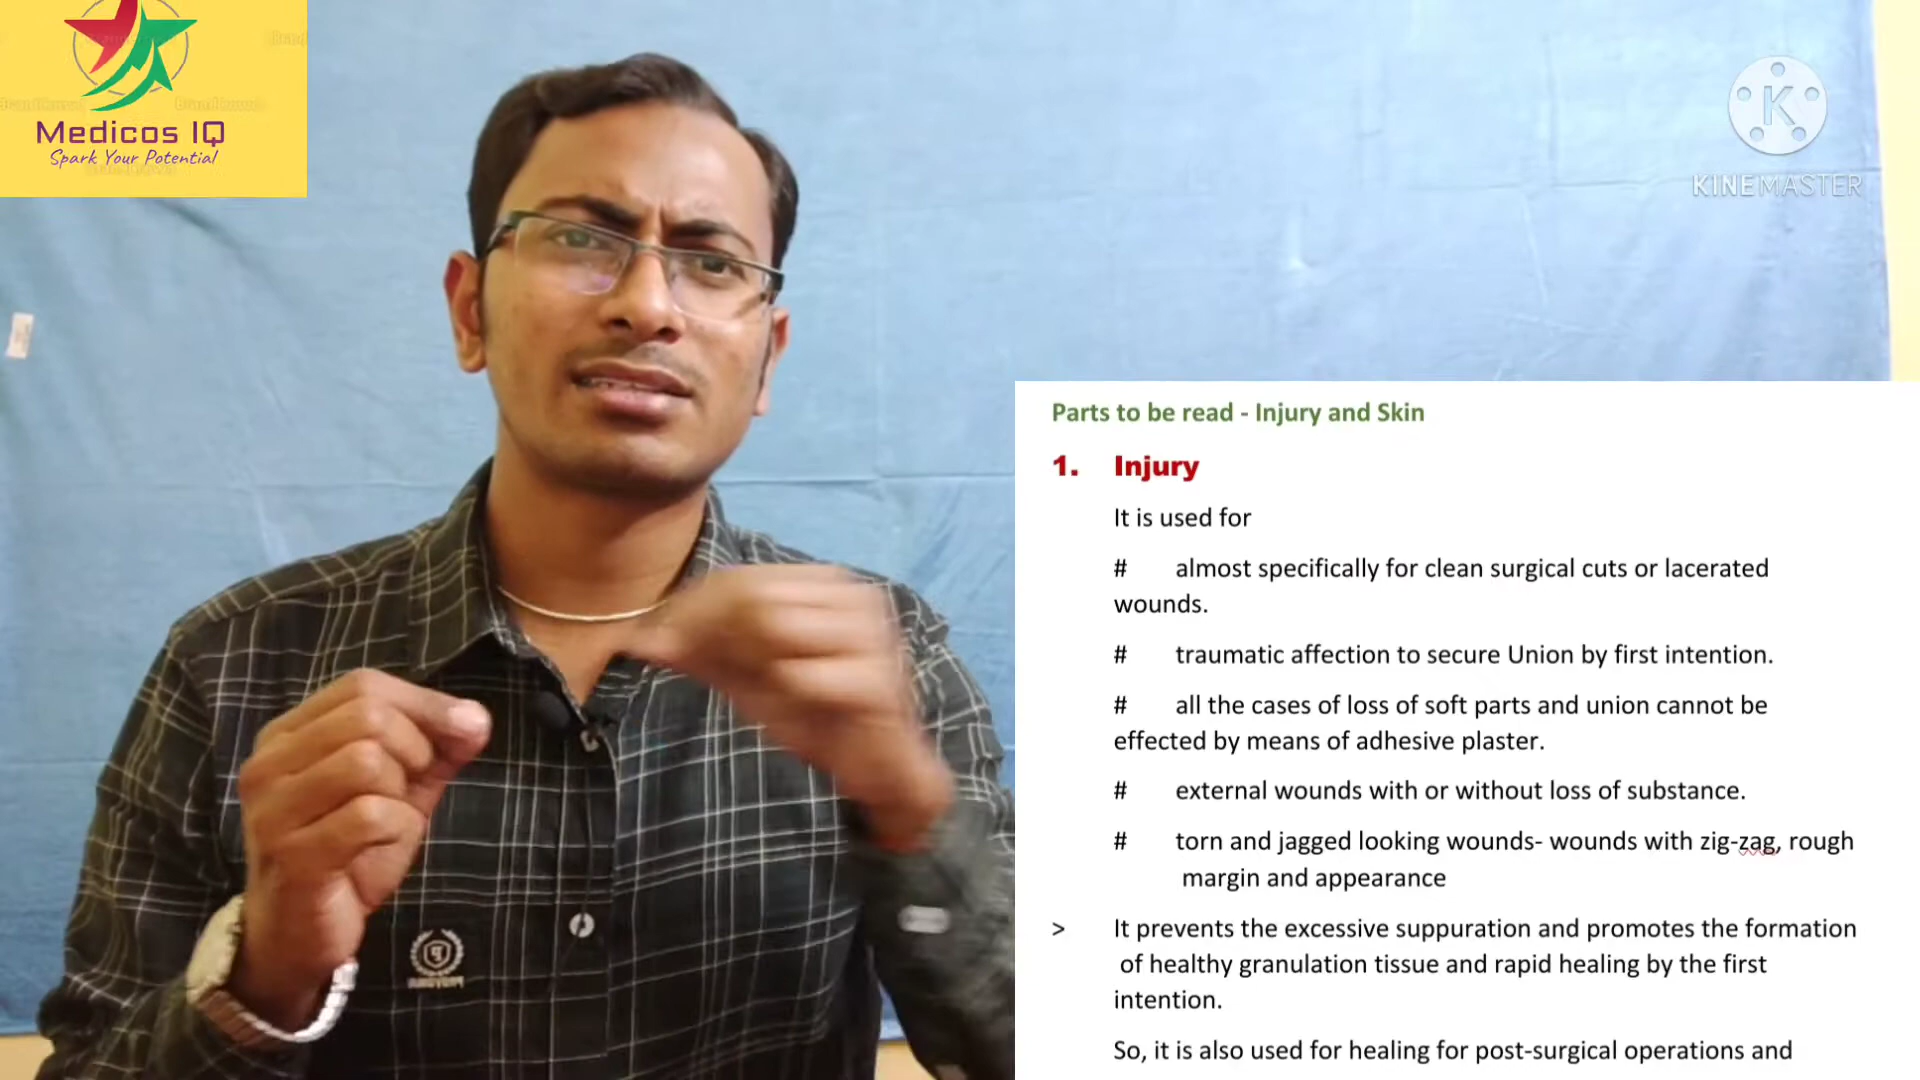 Medicos IQ
Spark Your Potential
K
KINEMASTER
Parts to be read - Injury and Skin
1. Injury
It is used for
# almost specifically for clean surgical cuts or lacerated
wounds.
# traumatic affection to secure Union by first intention.
# all the cases of loss of soft parts and union cannot be
effected by means of adhesive plaster.
# external wounds with or without loss of substance.
# torn and jagged looking wounds- wounds with zig-zag, rough
margin and appearance
> It prevents the excessive suppuration and promotes the formation
of healthy granulation tissue and rapid healing by the first
intention.
So, it is also used for healing for post-surgical operations and